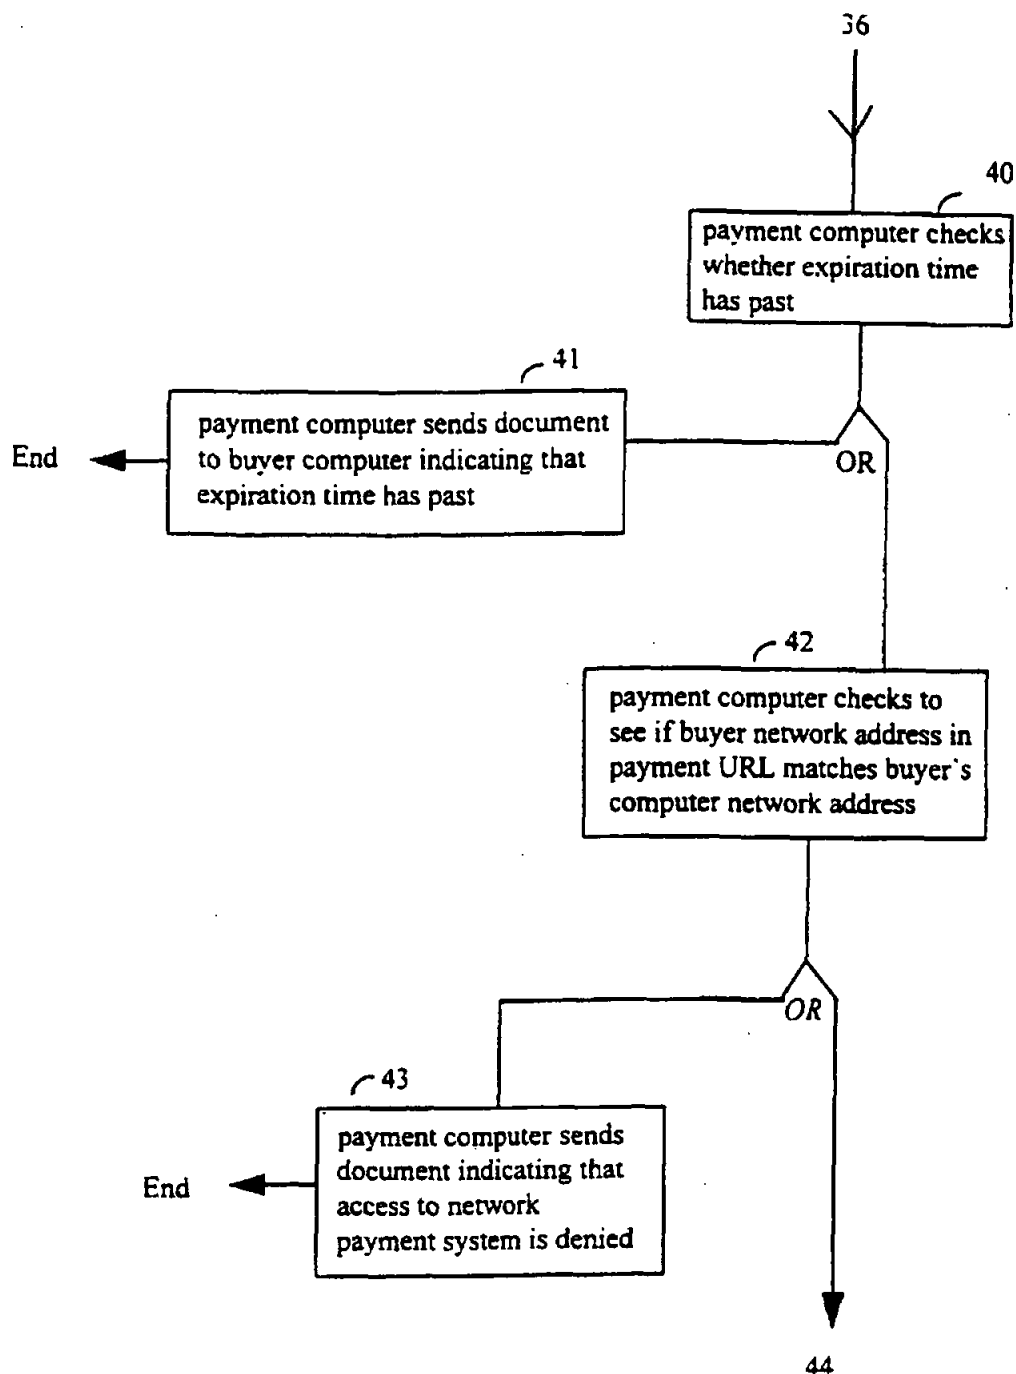 36
40
payment computer checks
whether expiration time
has past
41
payment computer sends document
to buyer computer indicating that
expiration time has past
End
OR
42
payment computer checks to
see if buyer network address in
payment URL matches buyer's
computer network address
OR
43
payment computer sends
document indicating that
access to network
payment system is denied
End
44